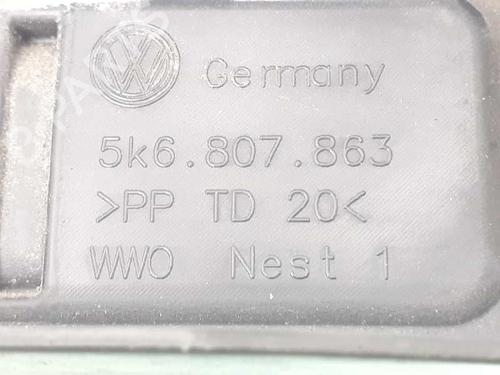 Germany
5k6.807.863
>PP TD 20<
WWO Nest 1